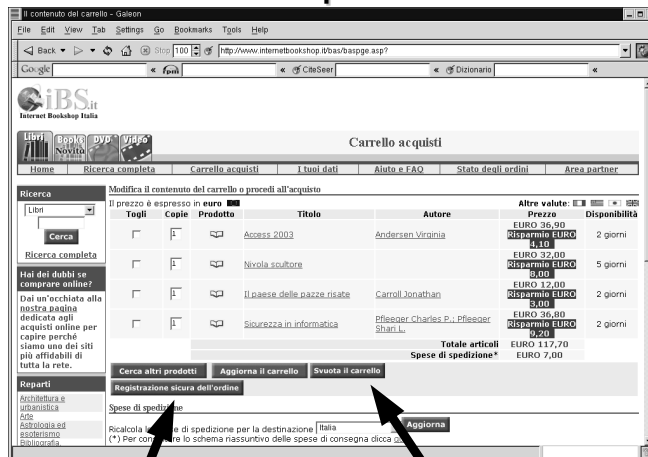 Il contenuto del carrello - Galeon
File Edit View Tab Settings Go Bookmarks Tools Help
Back Stop 100 http://www.internetbookshop.it/bas/baspge.asp?
Google « fpm « CiteSeer « Dizionario «
iBS.it
Internet Bookshop Italia
Libri Books Novità DVD Video
Carrello acquisti
Home Ricerca completa Carrello acquisti I tuoi dati Aiuto e FAQ Stato degli ordini Area partner
Ricerca
Libri
Cerca
Ricerca completa
Hai dei dubbi se
comprare online?
Dai un'occhiata alla
nostra pagina
dedicata agli
acquisti online per
capire perché
siamo uno dei siti
più affidabili di
tutta la rete.
Reparti
Architettura e
urbanistica
Arte
Astrologia ed
esoterismo
Bibliografia,
Modifica il contenuto del carrello o procedi all'acquisto
Il prezzo è espresso in euro Altre valute:
Togli Copie Prodotto Titolo Autore Prezzo Disponibilità
1 Access 2003 Andersen Virginia EURO 36,90 Risparmio EURO 4,10 2 giorni
1 Nivola scultore EURO 32,00 Risparmio EURO 8,00 5 giorni
1 Il paese delle pazze risate Carroll Jonathan EURO 12,00 Risparmio EURO 3,00 2 giorni
1 Sicurezza in informatica Pfleeger Charles P.; Pfleeger Shari L. EURO 36,80 Risparmio EURO 9,20 2 giorni
Totale articoli EURO 117,70
Spese di spedizione* EURO 7,00
Cerca altri prodotti Aggiorna il carrello Svuota il carrello
Registrazione sicura dell'ordine
Spese di spedizione
Ricalcola le di spedizione per la destinazione Italia Aggiorna
(*) Per lo schema riassuntivo delle spese di consegna clicca